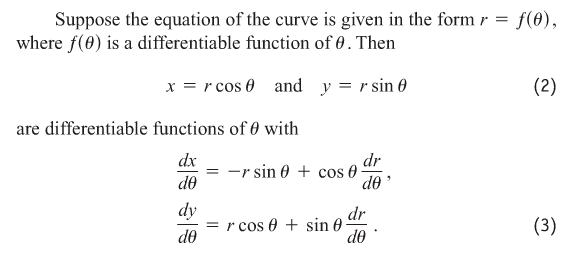 Suppose the equation of the curve is given in the form r = f(θ),
where f(θ) is a differentiable function of θ. Then
x = r cos θ and y = r sin θ (2)
are differentiable functions of θ with
dx/dθ = −r sin θ + cos θ dr/dθ,
dy/dθ = r cos θ + sin θ dr/dθ. (3)